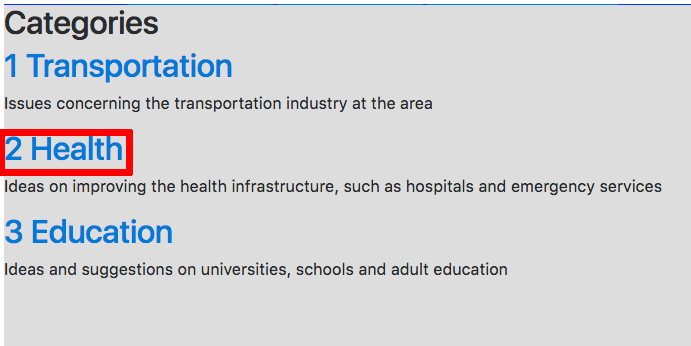 Categories
1 Transportation
Issues concerning the transportation industry at the area
2 Health
Ideas on improving the health infrastructure, such as hospitals and emergency services
3 Education
Ideas and suggestions on universities, schools and adult education